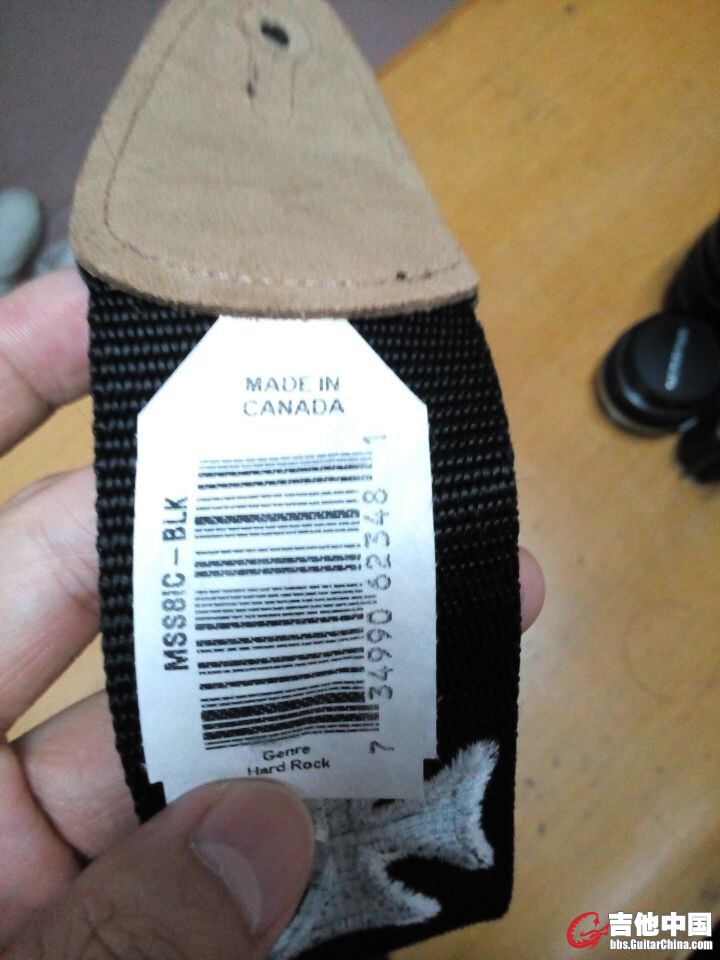 MADE IN
CANADA
MSS8IC-BLK
7 34990 62348 1
Genre
Hard Rock
吉他中国
bbs.GuitarChina.com